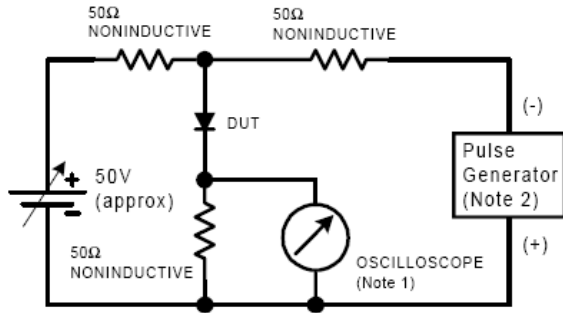 50Ω
NONINDUCTIVE
50Ω
NONINDUCTIVE
(-)
DUT
+
50V
(approx)
-
Pulse
Generator
(Note 2)
50Ω
NONINDUCTIVE
(+)
OSCILLOSCOPE
(Note 1)